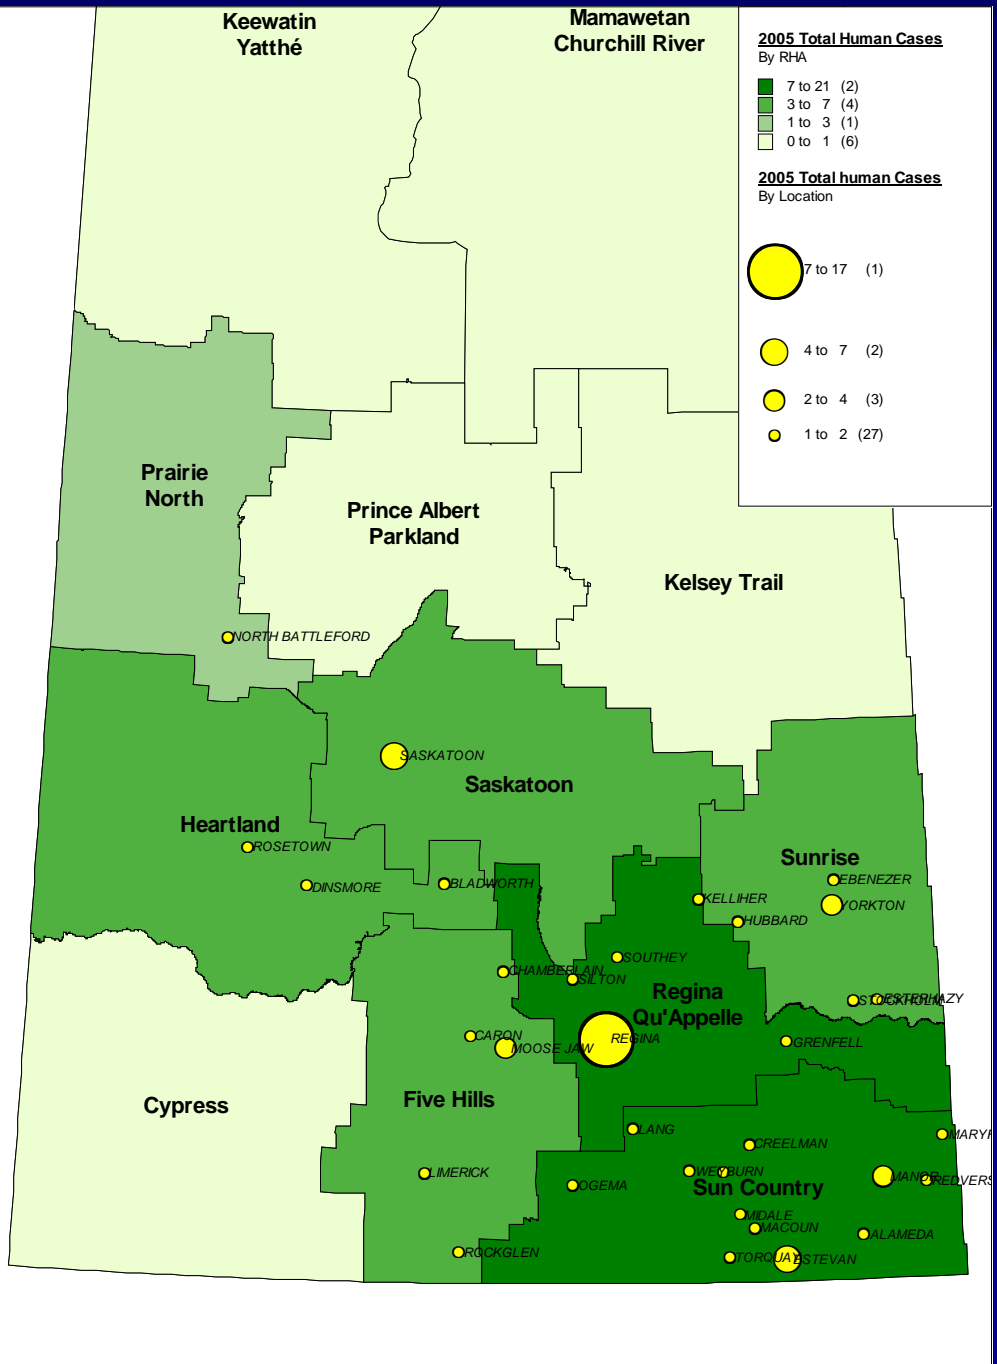 Keewatin
Yatthé
Mamawetan
Churchill River
2005 Total Human Cases
By RHA
7 to 21 (2)
3 to 7 (4)
1 to 3 (1)
0 to 1 (6)
2005 Total human Cases
By Location
7 to 17 (1)
4 to 7 (2)
2 to 4 (3)
1 to 2 (27)
Prairie
North
Prince Albert
Parkland
Kelsey Trail
NORTH BATTLEFORD
SASKATOON
Saskatoon
Heartland
ROSETOWN
DINSMORE
BLADWORTH
Sunrise
EBENEZER
YORKTON
KELLIHER
HUBBARD
SOUTHEY
CHAMBERLAIN
SILTON
Regina
Qu'Appelle
STOCKHOLM
ESTERHAZY
CARON
MOOSE JAW
REGINA
GRENFELL
Cypress
Five Hills
LANG
CREELMAN
MARYF
LIMERICK
OGEMA
WEYBURN
Sun Country
MANOR
REDVERS
MIDALE
MACOUN
ALAMEDA
ROCKGLEN
TORQUAY
ESTEVAN